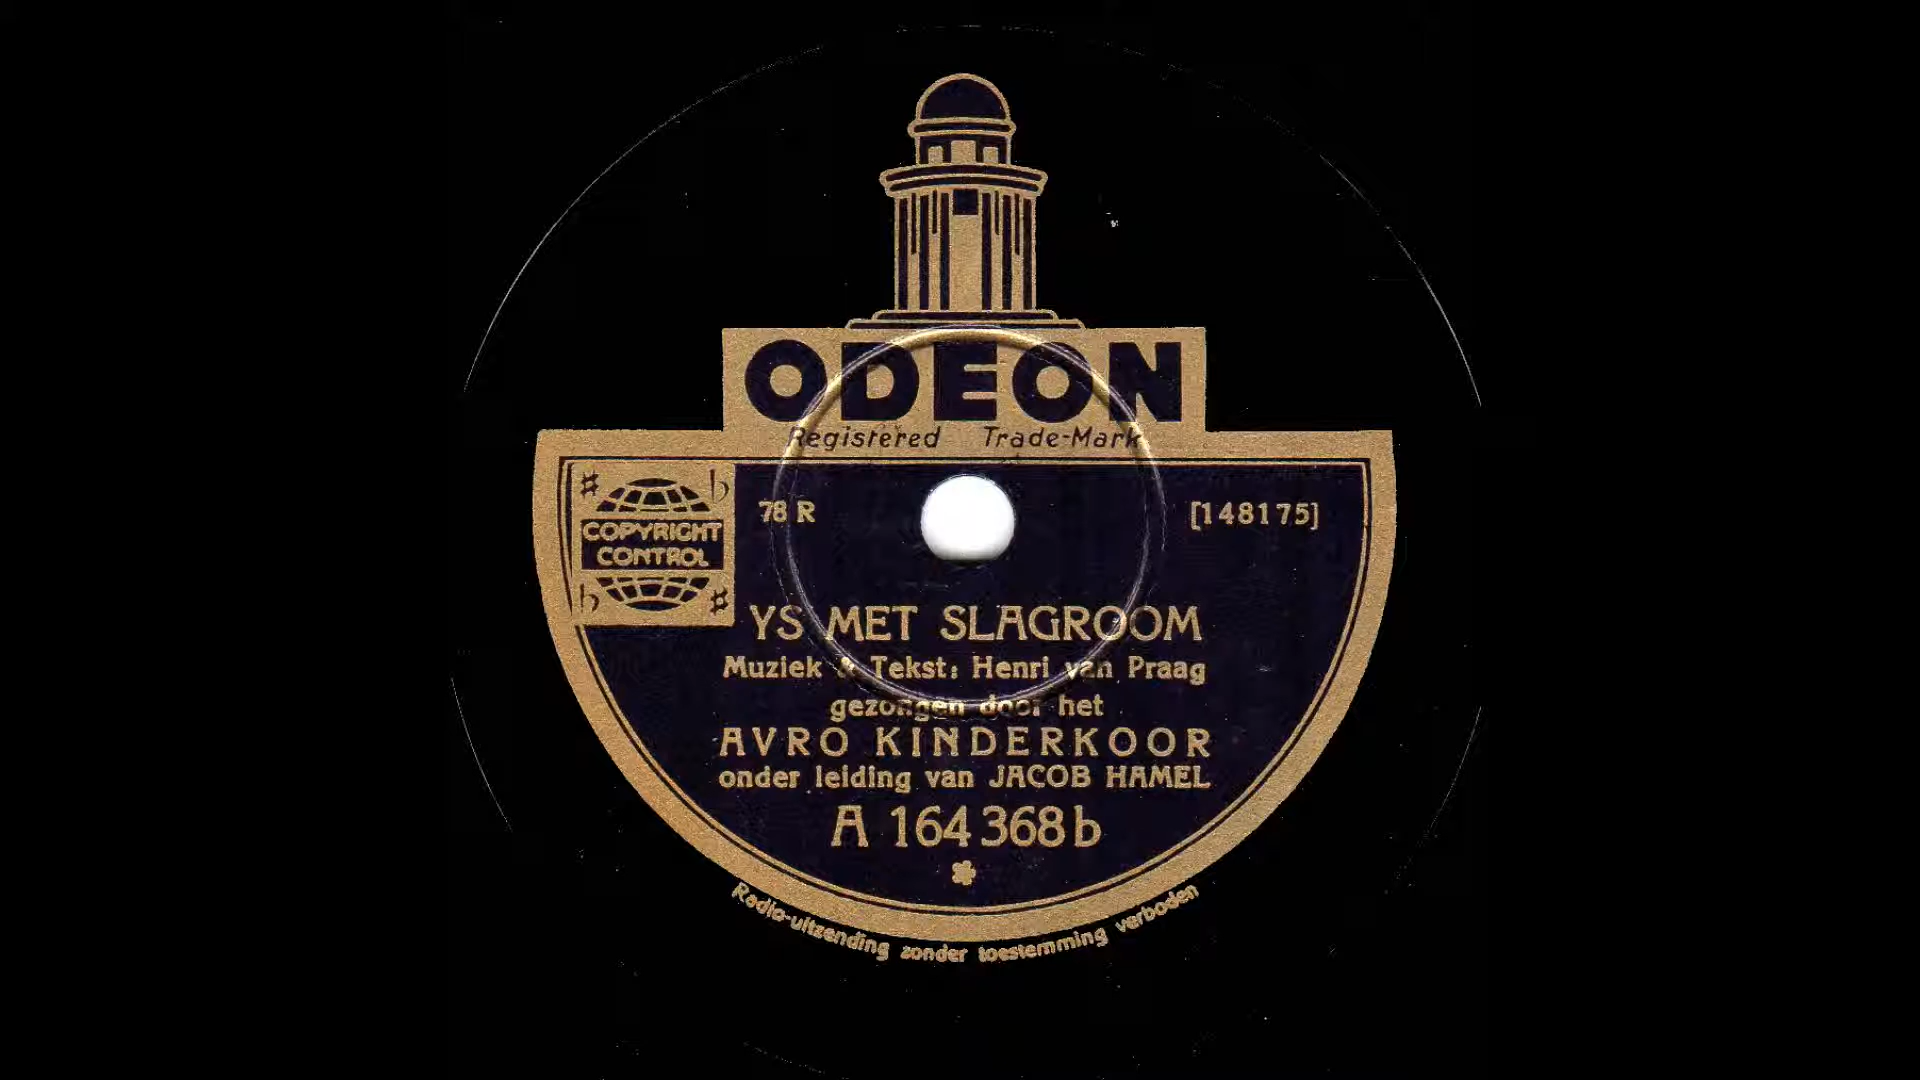 ODEON
Registered Trade-Mark
COPYRIGHT
CONTROL
78 R
[148175]
YS MET SLAGROOM
Muziek & Tekst: Henri van Praag
gezongen door het
AVRO KINDERKOOR
onder leiding van JACOB HAMEL
A 164368b
Radio-uitzending zonder toestemming verboden